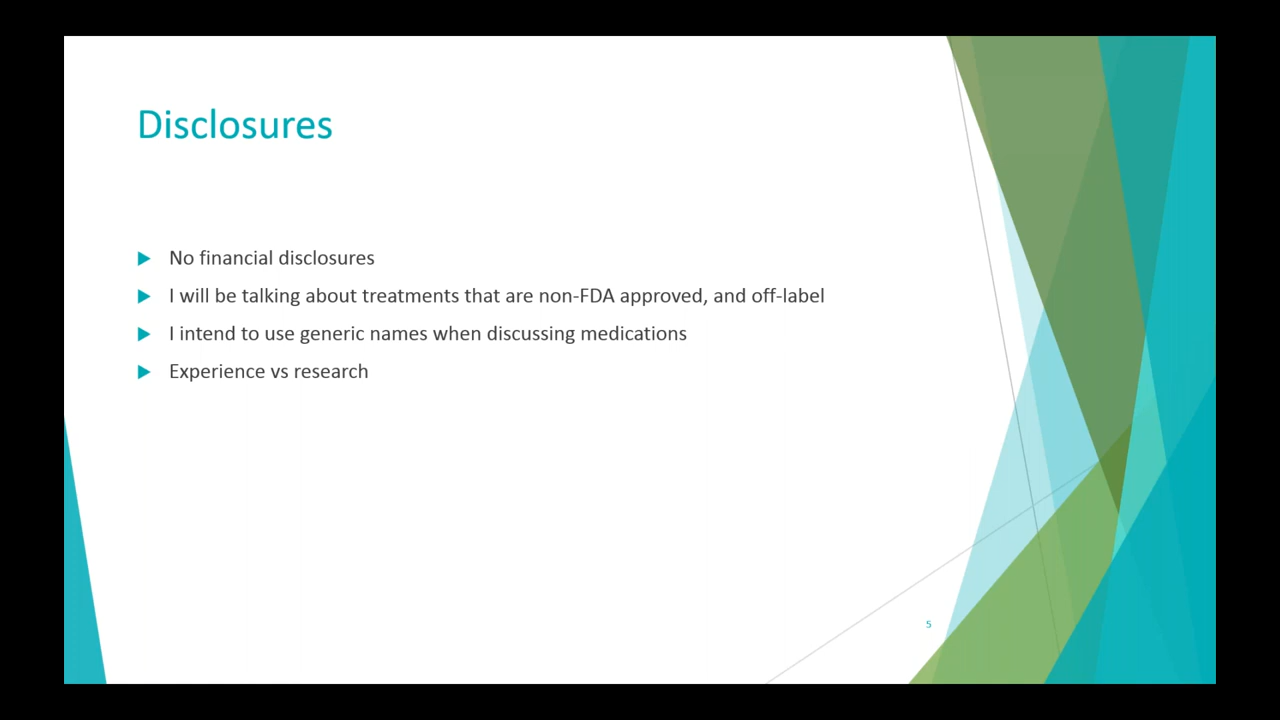 Disclosures
No financial disclosures
I will be talking about treatments that are non-FDA approved, and off-label
I intend to use generic names when discussing medications
Experience vs research
5